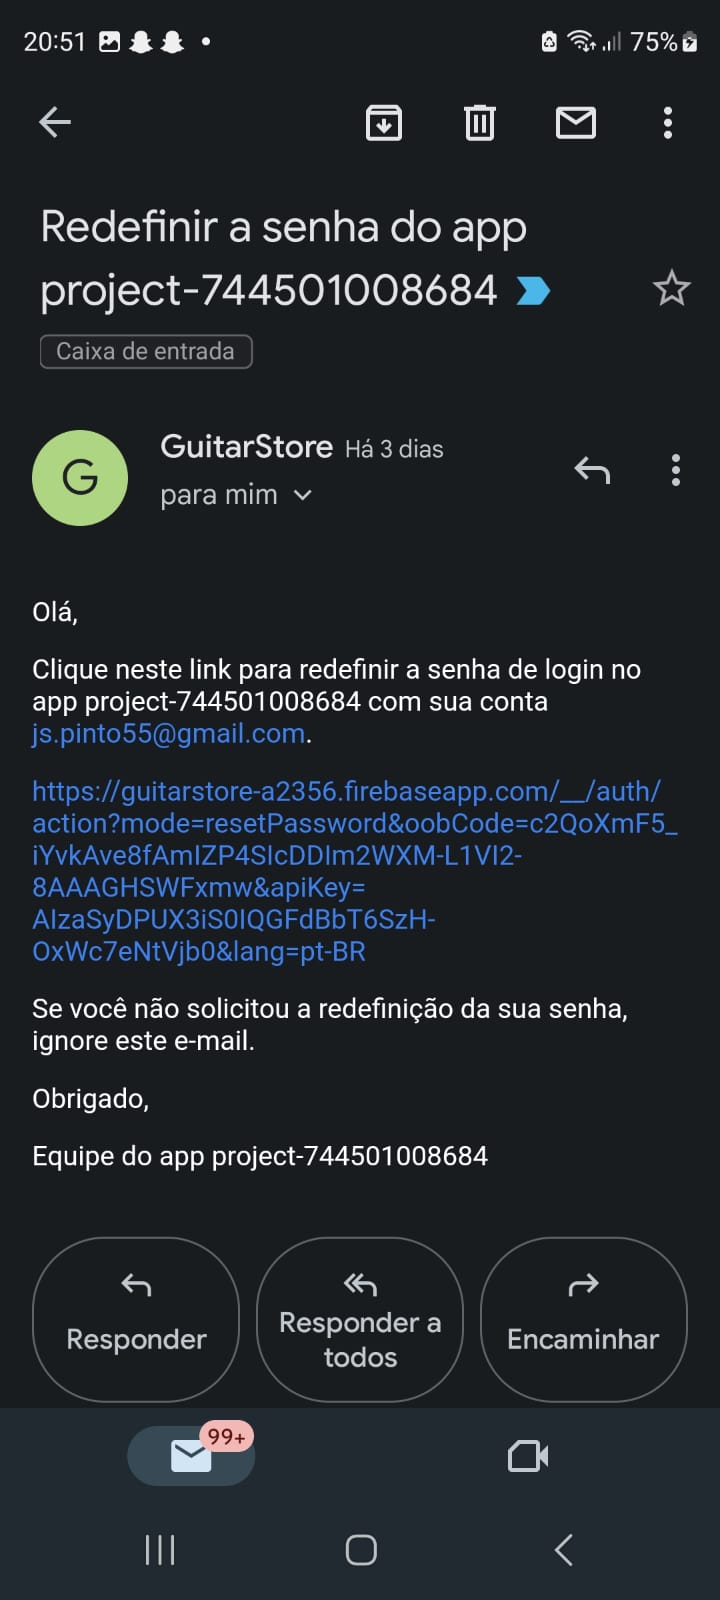 20:51
75%
Redefinir a senha do app
project-744501008684
Caixa de entrada
G
GuitarStore Há 3 dias
para mim
Olá,
Clique neste link para redefinir a senha de login no
app project-744501008684 com sua conta
js.pinto55@gmail.com.
https://guitarstore-a2356.firebaseapp.com/__/auth/
action?mode=resetPassword&oobCode=c2QoXmF5_
iYvkAve8fAmIZP4SlcDDIm2WXM-L1VI2-
8AAAGHSWFxmw&apiKey=
AIzaSyDPUX3iS0IQGFdBbT6SzH-
OxWc7eNtVjb0&lang=pt-BR
Se você não solicitou a redefinição da sua senha,
ignore este e-mail.
Obrigado,
Equipe do app project-744501008684
Responder
Responder a
todos
Encaminhar
99+